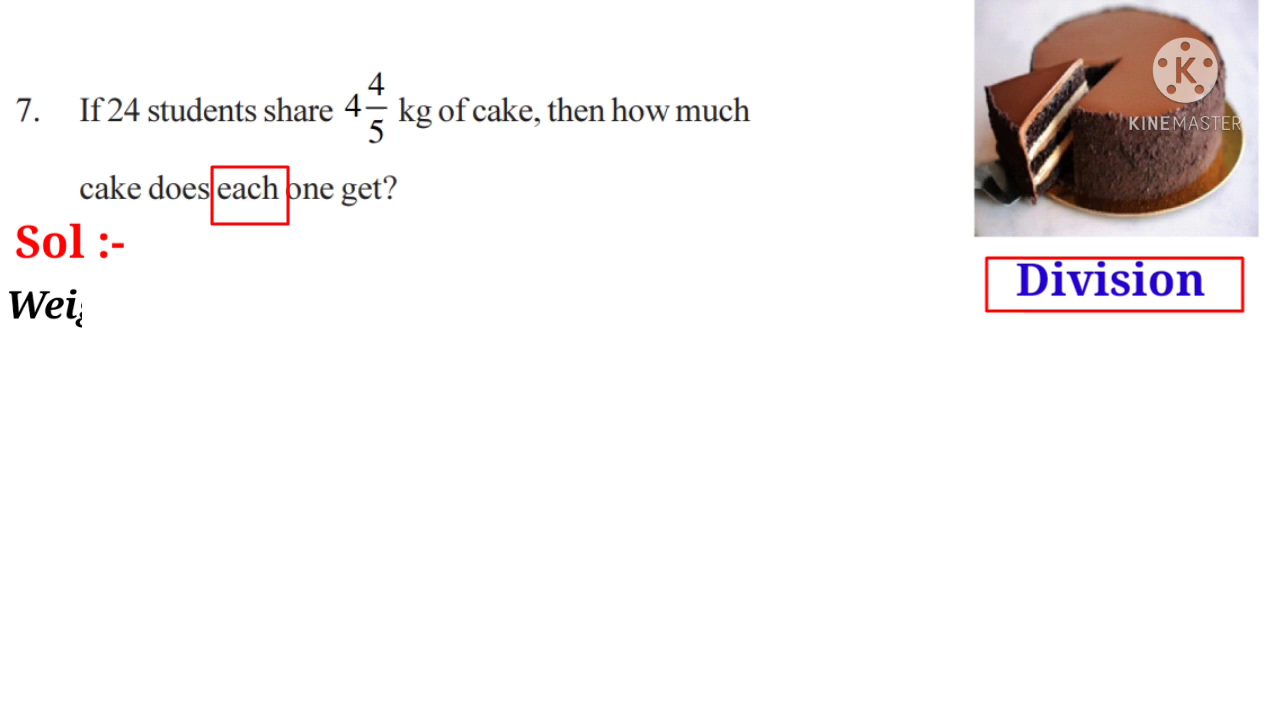 7. If 24 students share 4 4/5 kg of cake, then how much
cake does each one get?
Sol :-
KINEMASTER
Division